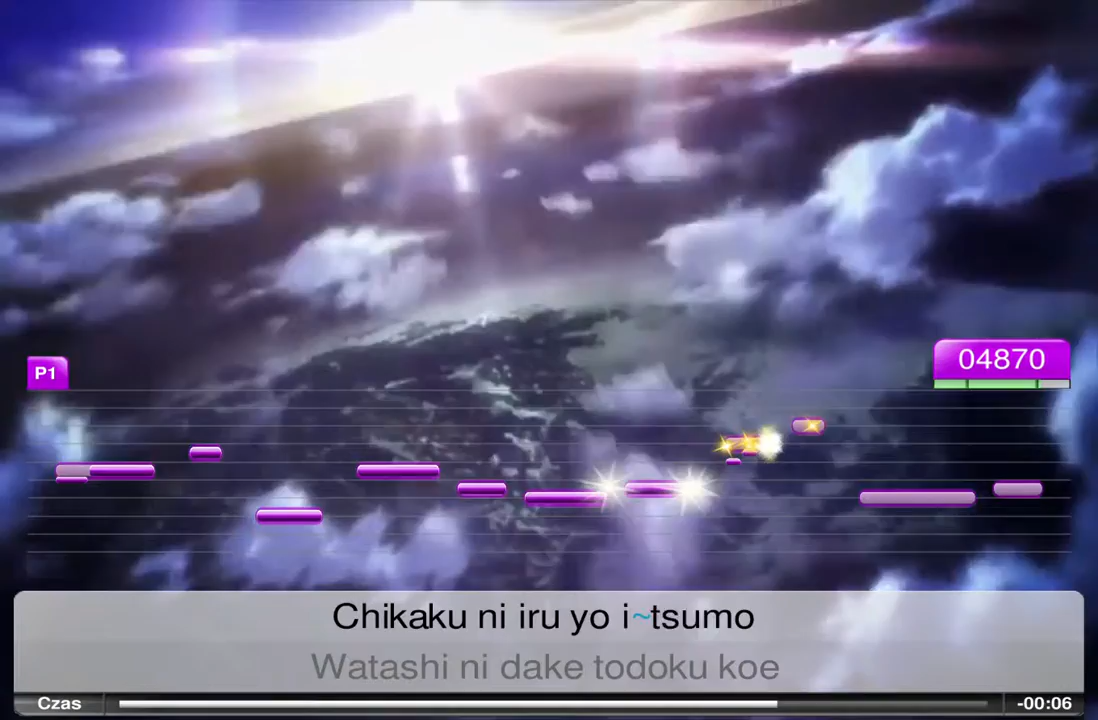 P1
04870
Chikaku ni iru yo i~tsumo
Watashi ni dake todoku koe
Czas
-00:06